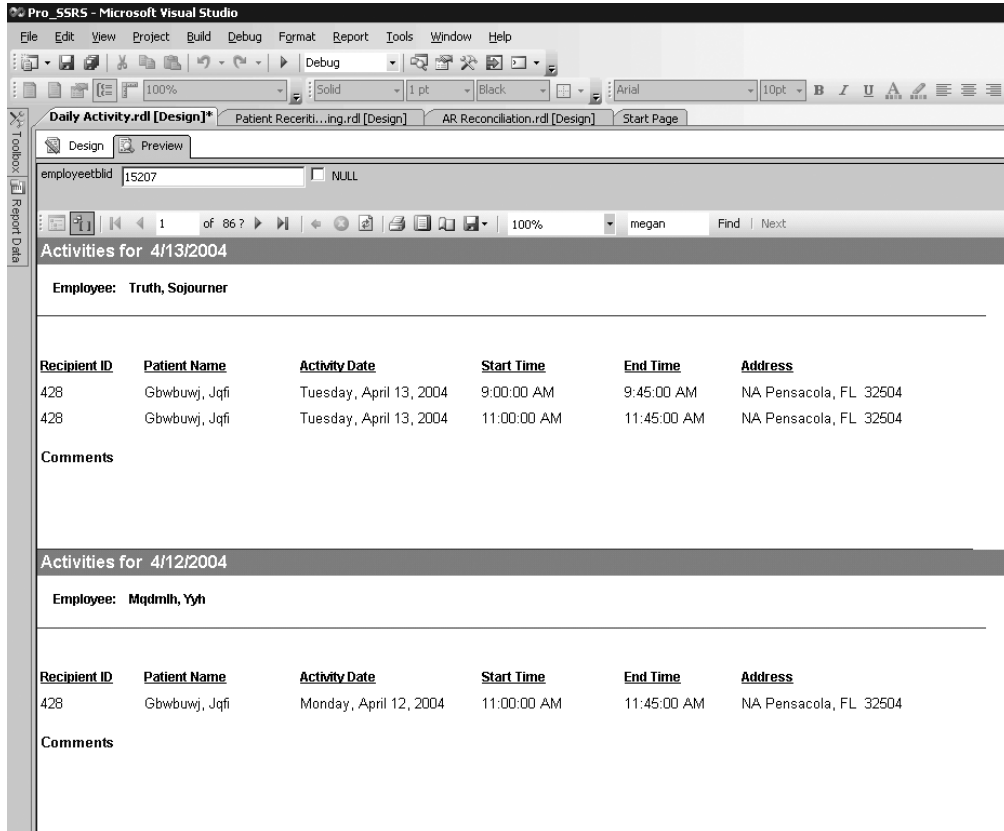 Pro_SSRS - Microsoft Visual Studio
File Edit View Project Build Debug Format Report Tools Window Help
Debug
100% Solid 1 pt Black Arial 10pt B I U A
Daily Activity.rdl [Design]* Patient Receriti...ing.rdl [Design] AR Reconciliation.rdl [Design] Start Page
Toolbox
Report Data
Design Preview
employeetblid 15207 NULL
1 of 86 ? 100% megan Find | Next
Activities for 4/13/2004
Employee: Truth, Sojourner
Recipient ID Patient Name Activity Date Start Time End Time Address
428 Gbwbuwj, Jqfi Tuesday, April 13, 2004 9:00:00 AM 9:45:00 AM NA Pensacola, FL 32504
428 Gbwbuwj, Jqfi Tuesday, April 13, 2004 11:00:00 AM 11:45:00 AM NA Pensacola, FL 32504
Comments
Activities for 4/12/2004
Employee: Mqdmlh, Yyh
Recipient ID Patient Name Activity Date Start Time End Time Address
428 Gbwbuwj, Jqfi Monday, April 12, 2004 11:00:00 AM 11:45:00 AM NA Pensacola, FL 32504
Comments